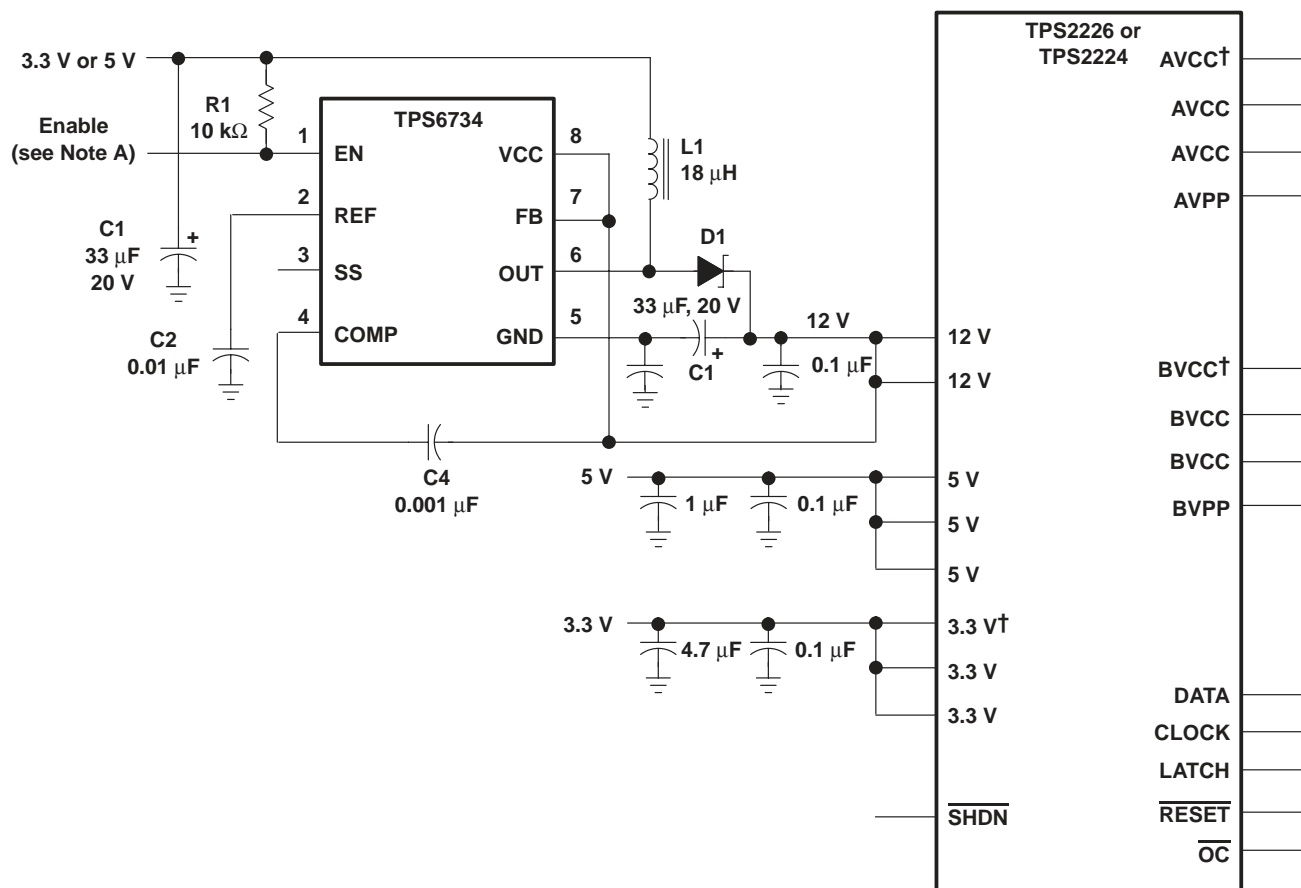 TPS2226 or
TPS2224
3.3 V or 5 V
AVCC†
R1
10 kΩ
TPS6734
AVCC
Enable
(see Note A)
1
EN
8
VCC
L1
18 μH
AVCC
2
REF
7
FB
AVPP
C1
33 μF
20 V
+
3
SS
6
OUT
D1
33 μF, 20 V
4
COMP
5
GND
12 V
12 V
C2
0.01 μF
+
C1
0.1 μF
12 V
BVCC†
BVCC
C4
0.001 μF
5 V
1 μF
0.1 μF
5 V
BVCC
5 V
BVPP
5 V
3.3 V
4.7 μF
0.1 μF
3.3 V†
3.3 V
3.3 V
DATA
CLOCK
LATCH
SHDN
RESET
OC